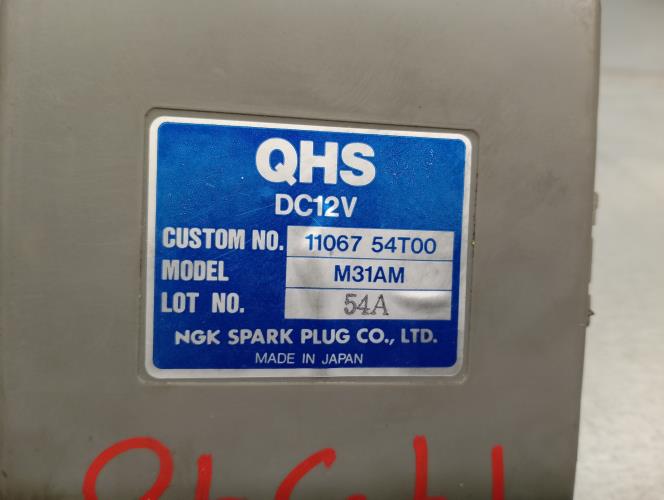 QHS
DC12V
CUSTOM NO. 11067 54T00
MODEL M31AM
LOT NO. 54A
NGK SPARK PLUG CO., LTD.
MADE IN JAPAN